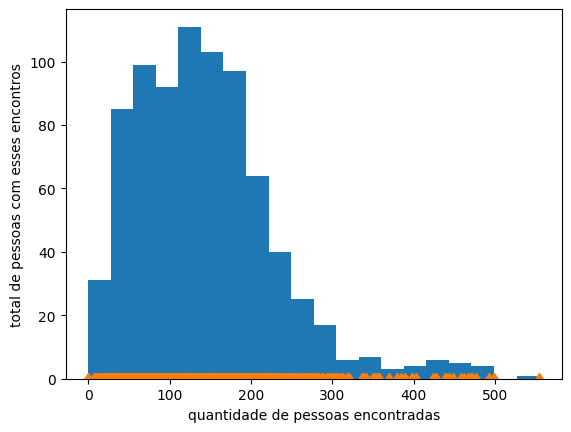 total de pessoas com esses encontros
100
80
60
40
20
0
0 100 200 300 400 500
quantidade de pessoas encontradas